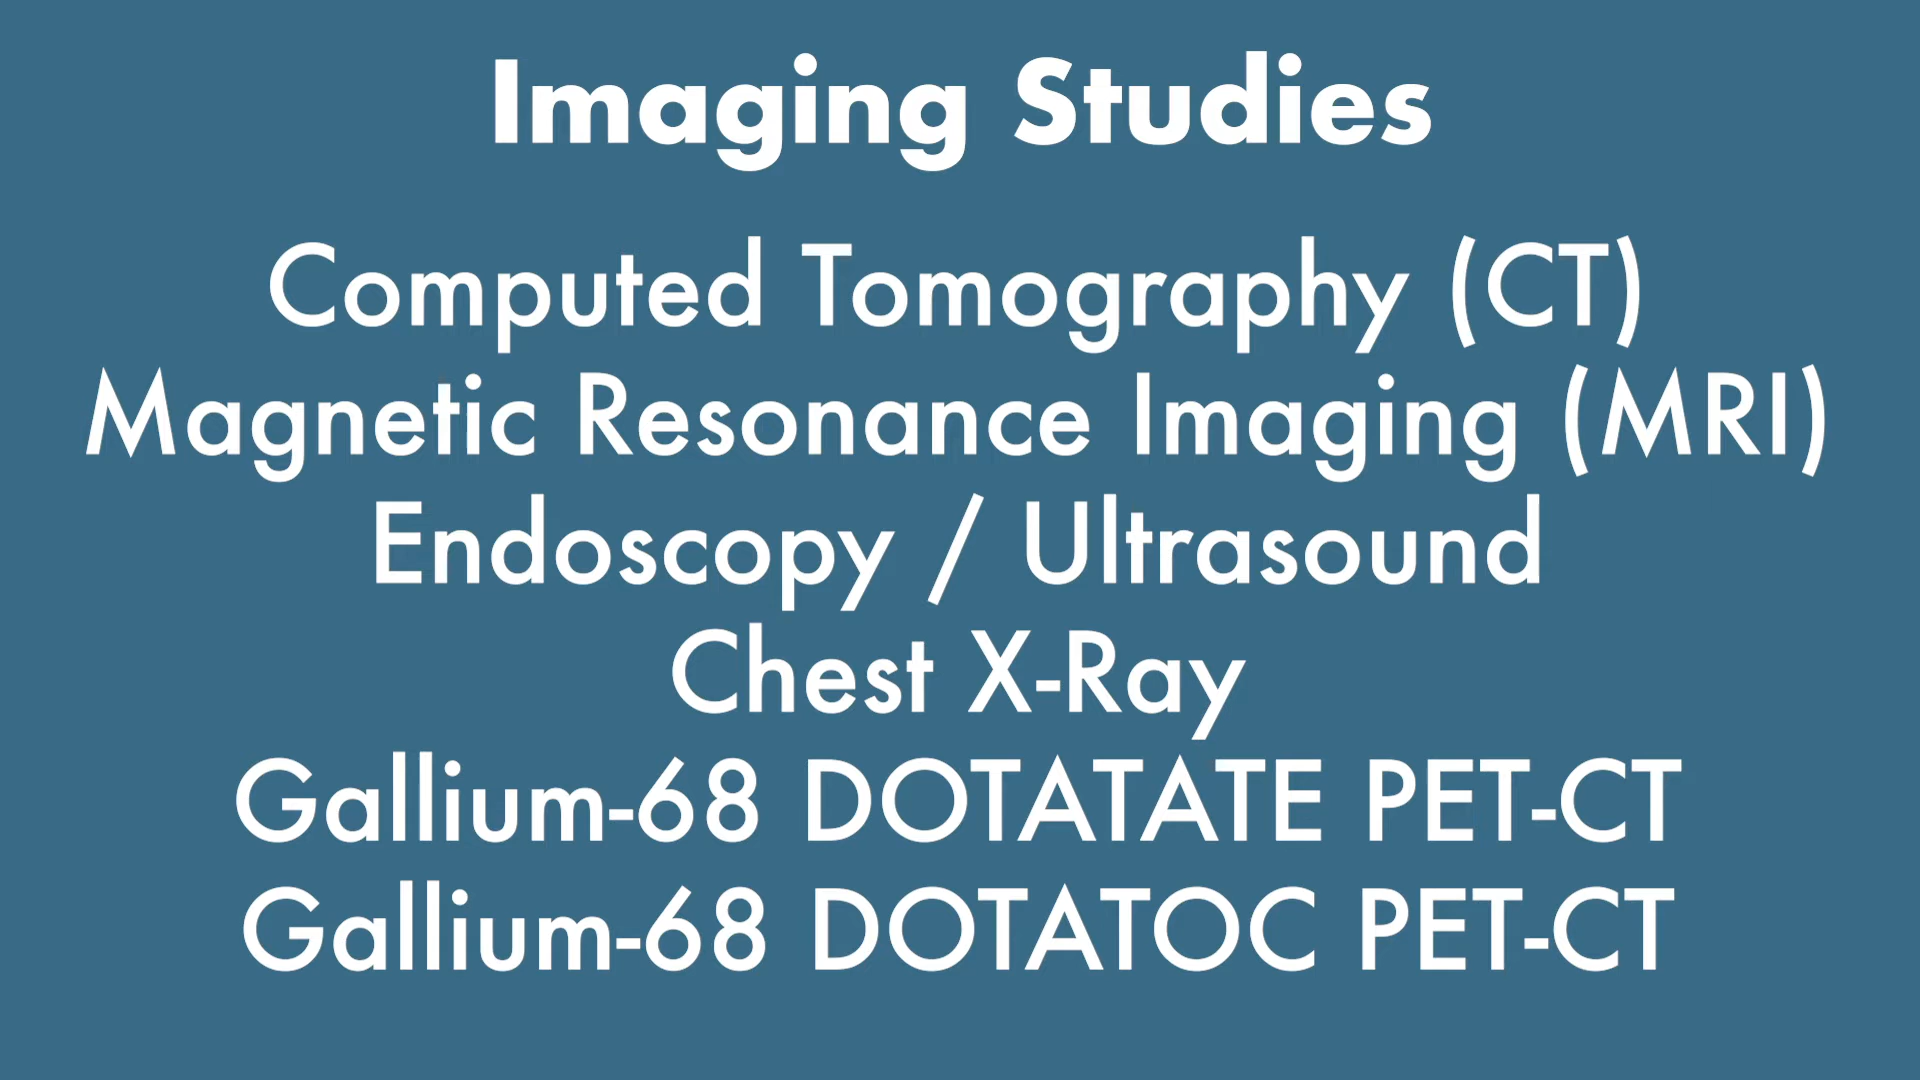 Imaging Studies
Computed Tomography (CT)
Magnetic Resonance Imaging (MRI)
Endoscopy / Ultrasound
Chest X-Ray
Gallium-68 DOTATATE PET-CT
Gallium-68 DOTATOC PET-CT